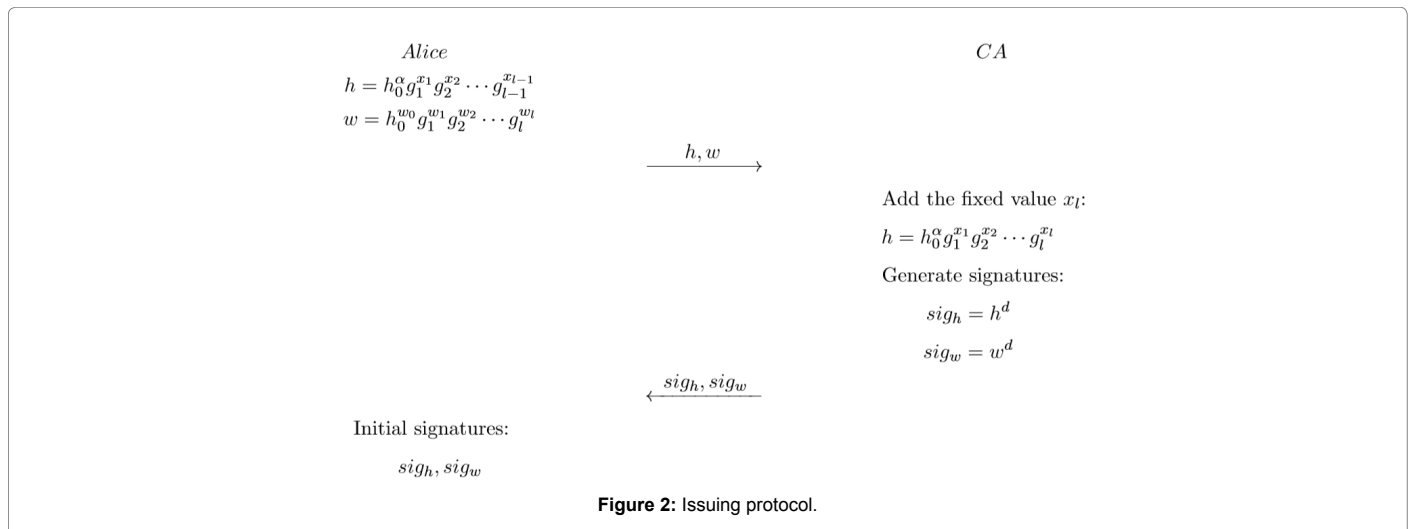 Alice CA
h = h_0^α g_1^{x_1} g_2^{x_2} ⋯ g_{l−1}^{x_{l−1}}
w = h_0^{w_0} g_1^{w_1} g_2^{w_2} ⋯ g_l^{w_l}
h, w
Add the fixed value x_l:
h = h_0^α g_1^{x_1} g_2^{x_2} ⋯ g_l^{x_l}
Generate signatures:
sig_h = h^d
sig_w = w^d
sig_h, sig_w
Initial signatures:
sig_h, sig_w
Figure 2: Issuing protocol.